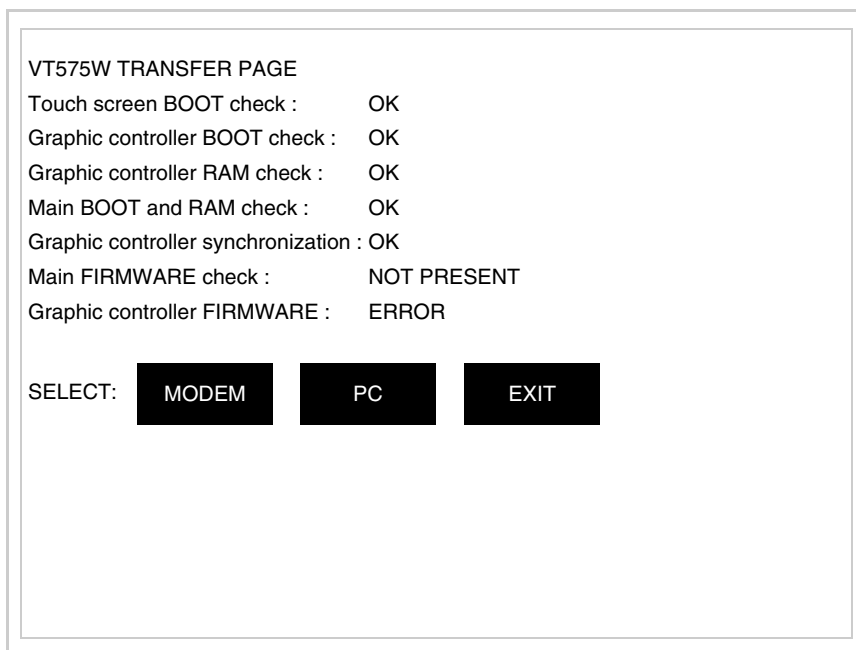 VT575W TRANSFER PAGE
Touch screen BOOT check : OK
Graphic controller BOOT check : OK
Graphic controller RAM check : OK
Main BOOT and RAM check : OK
Graphic controller synchronization : OK
Main FIRMWARE check : NOT PRESENT
Graphic controller FIRMWARE : ERROR
SELECT: MODEM PC EXIT